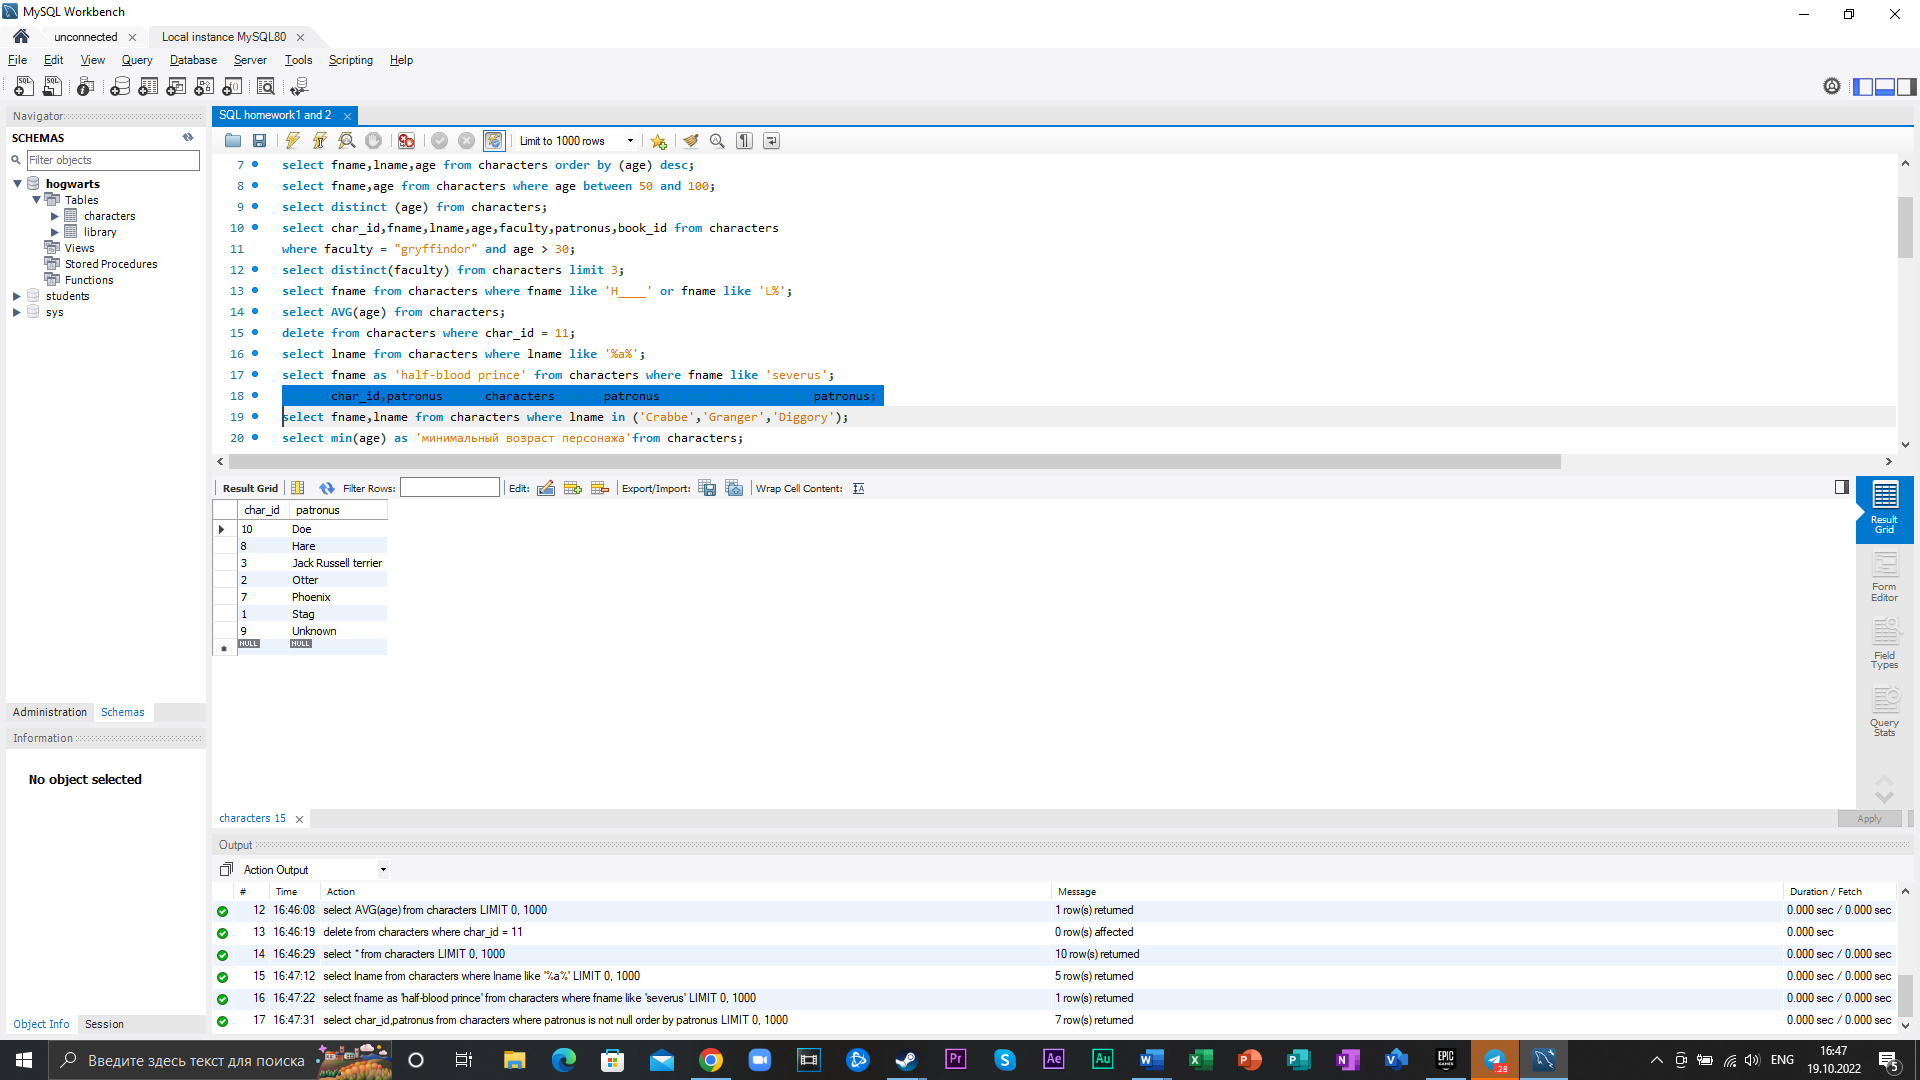 MySQL Workbench
unconnected
Local instance MySQL80
File Edit View Query Database Server Tools Scripting Help
Navigator
SCHEMAS
Filter objects
hogwarts
Tables
characters
library
Views
Stored Procedures
Functions
students
sys
Administration Schemas
Information
No object selected
Object Info Session
SQL homework1 and 2
Limit to 1000 rows
7 select fname,lname,age from characters order by (age) desc;
8 select fname,age from characters where age between 50 and 100;
9 select distinct (age) from characters;
10 select char_id,fname,lname,age,faculty,patronus,book_id from characters
11 where faculty = "gryffindor" and age > 30;
12 select distinct(faculty) from characters limit 3;
13 select fname from characters where fname like 'H____' or fname like 'L%';
14 select AVG(age) from characters;
15 delete from characters where char_id = 11;
16 select lname from characters where lname like '%a%';
17 select fname as 'half-blood prince' from characters where fname like 'severus';
18 char_id,patronus characters patronus patronus;
19 select fname,lname from characters where lname in ('Crabbe','Granger','Diggory');
20 select min(age) as 'минимальный возраст персонажа'from characters;
Result Grid Filter Rows: Edit: Export/Import: Wrap Cell Content:
char_id patronus
10 Doe
8 Hare
3 Jack Russell terrier
2 Otter
7 Phoenix
1 Stag
9 Unknown
NULL NULL
Result
Grid
Form
Editor
Field
Types
Query
Stats
characters 15
Apply
Output
Action Output
# Time Action Message Duration / Fetch
12 16:46:08 select AVG(age) from characters LIMIT 0, 1000 1 row(s) returned 0.000 sec / 0.000 sec
13 16:46:19 delete from characters where char_id = 11 0 row(s) affected 0.000 sec
14 16:46:29 select * from characters LIMIT 0, 1000 10 row(s) returned 0.000 sec / 0.000 sec
15 16:47:12 select lname from characters where lname like '%a%' LIMIT 0, 1000 5 row(s) returned 0.000 sec / 0.000 sec
16 16:47:22 select fname as 'half-blood prince' from characters where fname like 'severus' LIMIT 0, 1000 1 row(s) returned 0.000 sec / 0.000 sec
17 16:47:31 select char_id,patronus from characters where patronus is not null order by patronus LIMIT 0, 1000 7 row(s) returned 0.000 sec / 0.000 sec
Введите здесь текст для поиска
ENG
16:47
19.10.2022